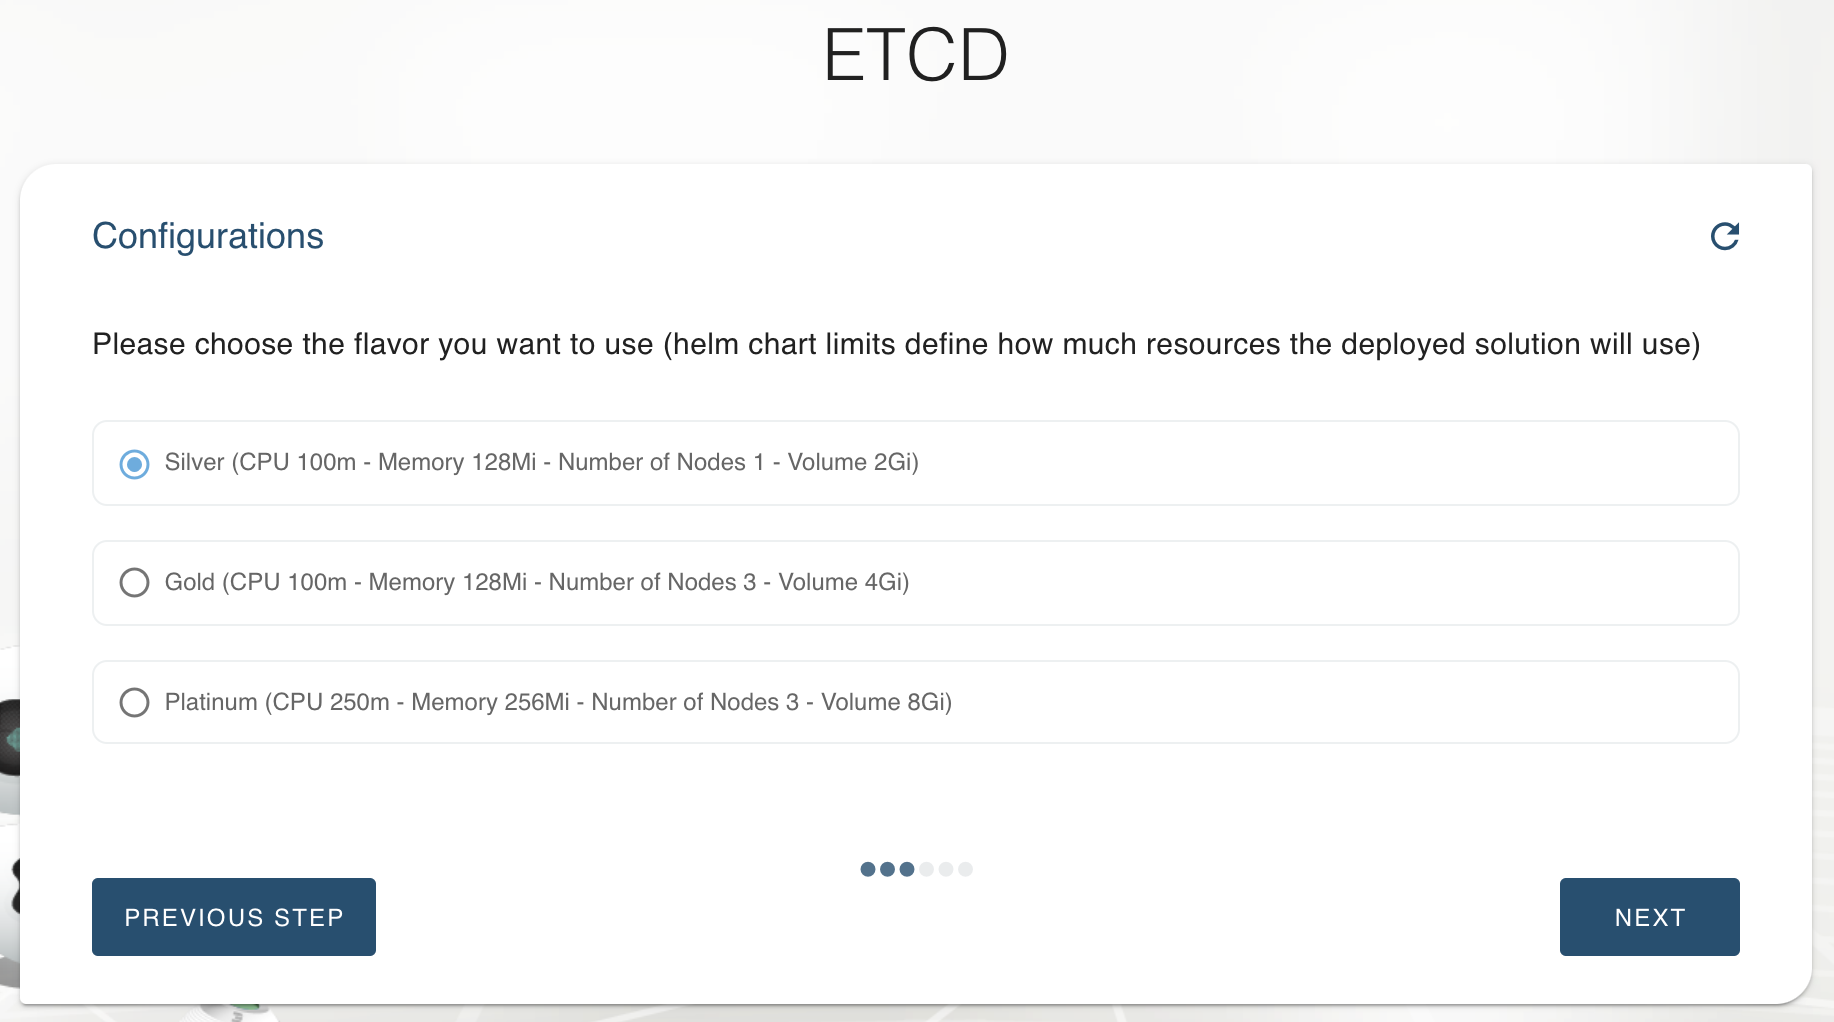 ETCD
Configurations
Please choose the flavor you want to use (helm chart limits define how much resources the deployed solution will use)
Silver (CPU 100m - Memory 128Mi - Number of Nodes 1 - Volume 2Gi)
Gold (CPU 100m - Memory 128Mi - Number of Nodes 3 - Volume 4Gi)
Platinum (CPU 250m - Memory 256Mi - Number of Nodes 3 - Volume 8Gi)
PREVIOUS STEP
NEXT